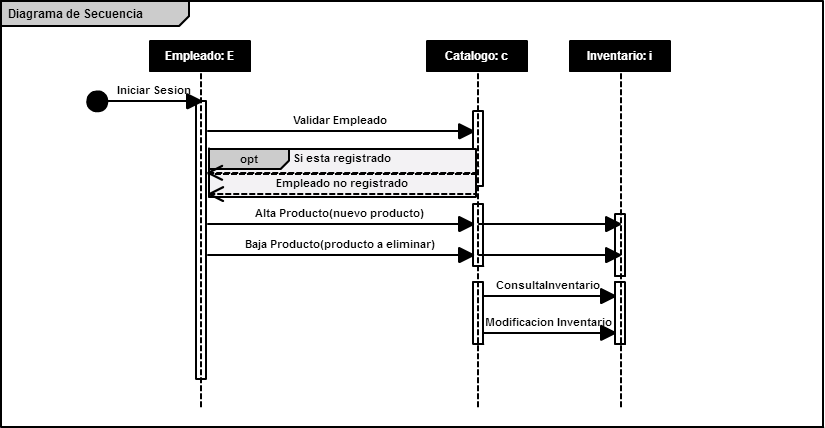 Diagrama de Secuencia
Empleado: E
Catalogo: c
Inventario: i
Iniciar Sesion
Validar Empleado
opt
Si esta registrado
Empleado no registrado
Alta Producto(nuevo producto)
Baja Producto(producto a eliminar)
ConsultaInventario
Modificacion Inventario